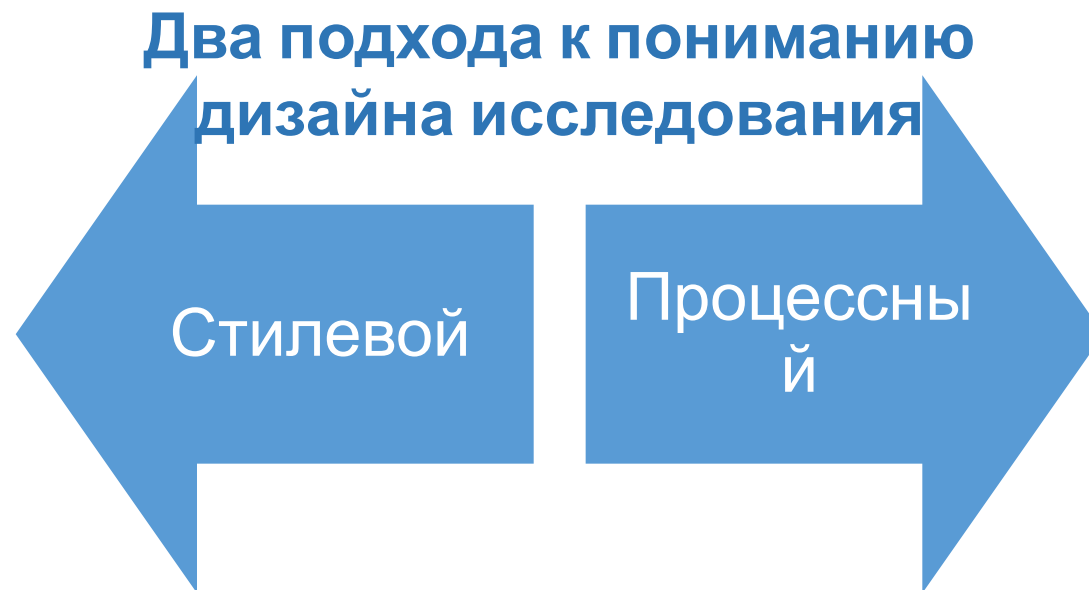 Два подхода к пониманию
дизайна исследования
Стилевой
Процессны
й